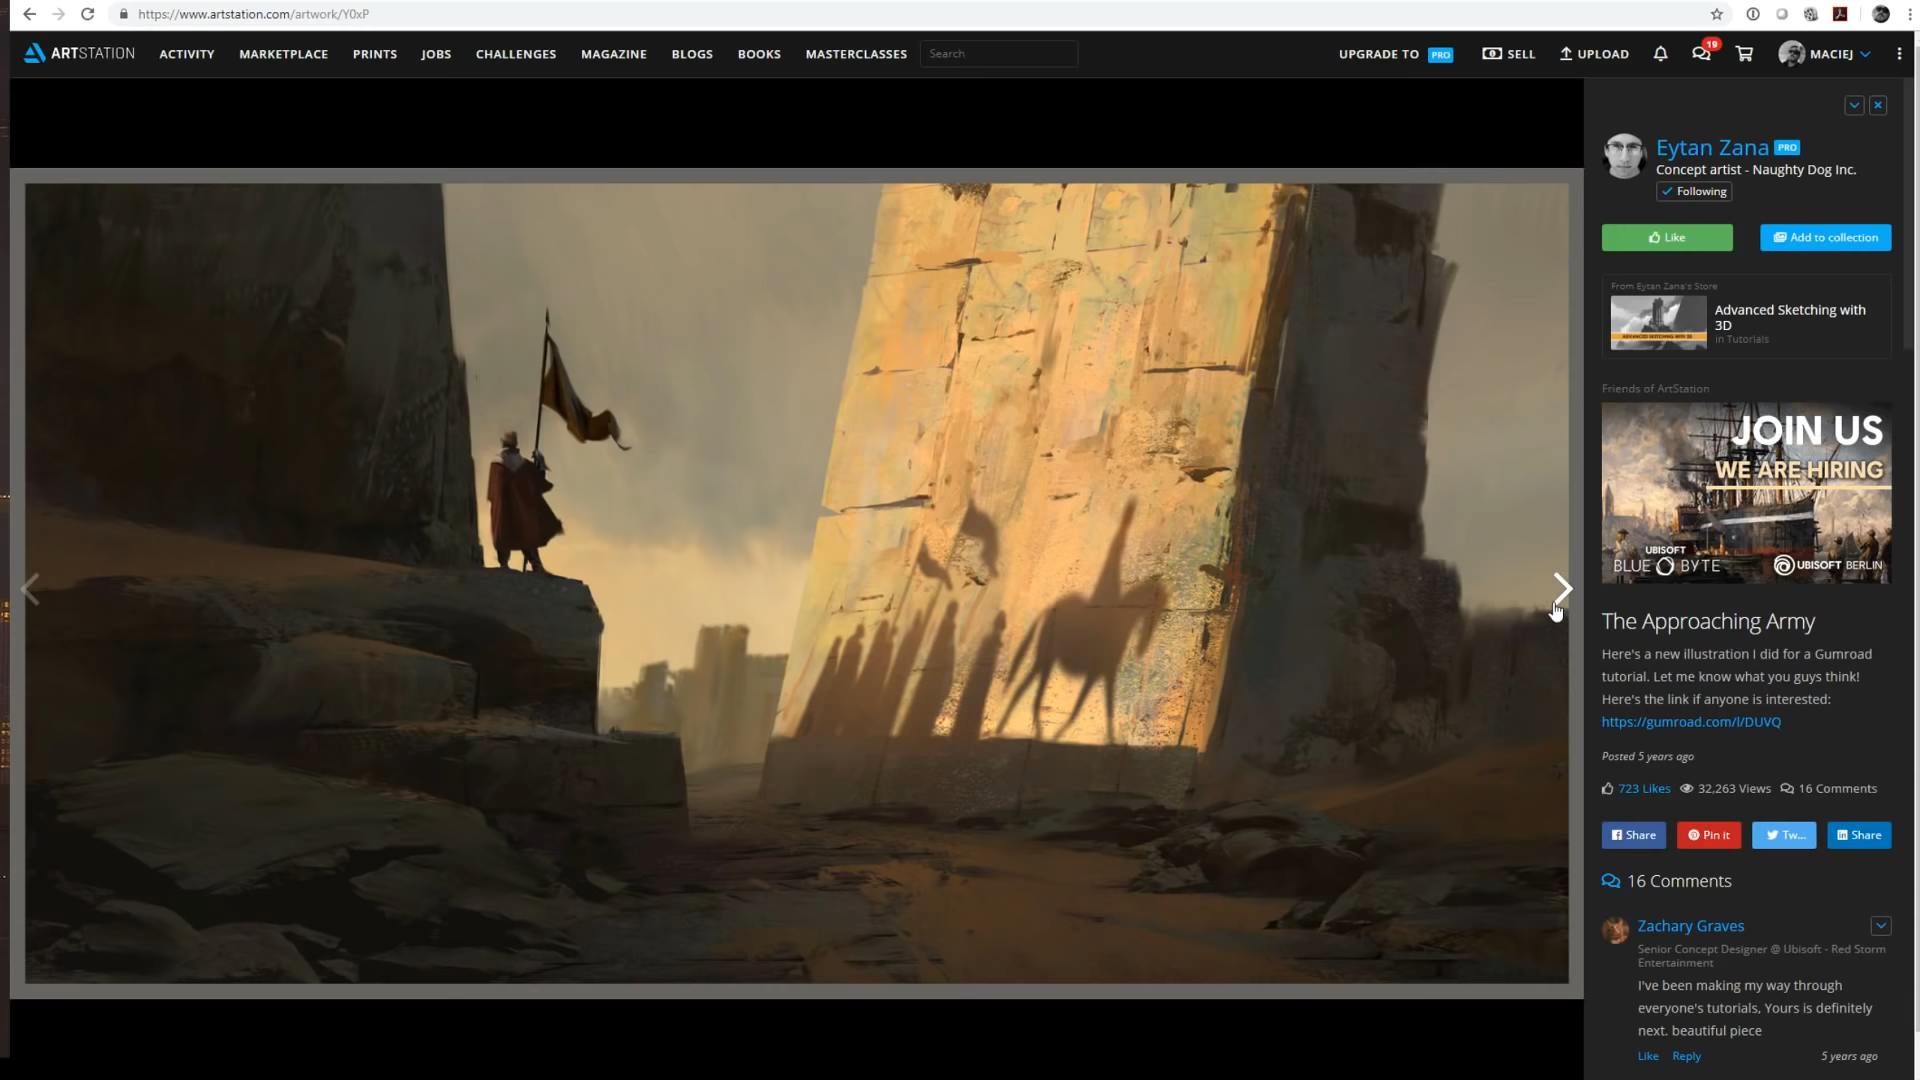 https://www.artstation.com/artwork/Y0xP
ARTSTATION ACTIVITY MARKETPLACE PRINTS JOBS CHALLENGES MAGAZINE BLOGS BOOKS MASTERCLASSES Search UPGRADE TO PRO SELL UPLOAD 19 MACIEJ
Eytan Zana PRO
Concept artist - Naughty Dog Inc.
Following
Like Add to collection
From Eytan Zana's Store
Advanced Sketching with
3D
in Tutorials
ADVANCED SKETCHING WITH 3D
Friends of ArtStation
JOIN US
WE ARE HIRING
UBISOFT
BLUE BYTE UBISOFT BERLIN
The Approaching Army
Here's a new illustration I did for a Gumroad
tutorial. Let me know what you guys think!
Here's the link if anyone is interested:
https://gumroad.com/l/DUVQ
Posted 5 years ago
723 Likes 32,263 Views 16 Comments
Share Pin it Tw... Share
16 Comments
Zachary Graves
Senior Concept Designer @ Ubisoft - Red Storm
Entertainment
I've been making my way through
everyone's tutorials, Yours is definitely
next. beautiful piece
Like Reply 5 years ago